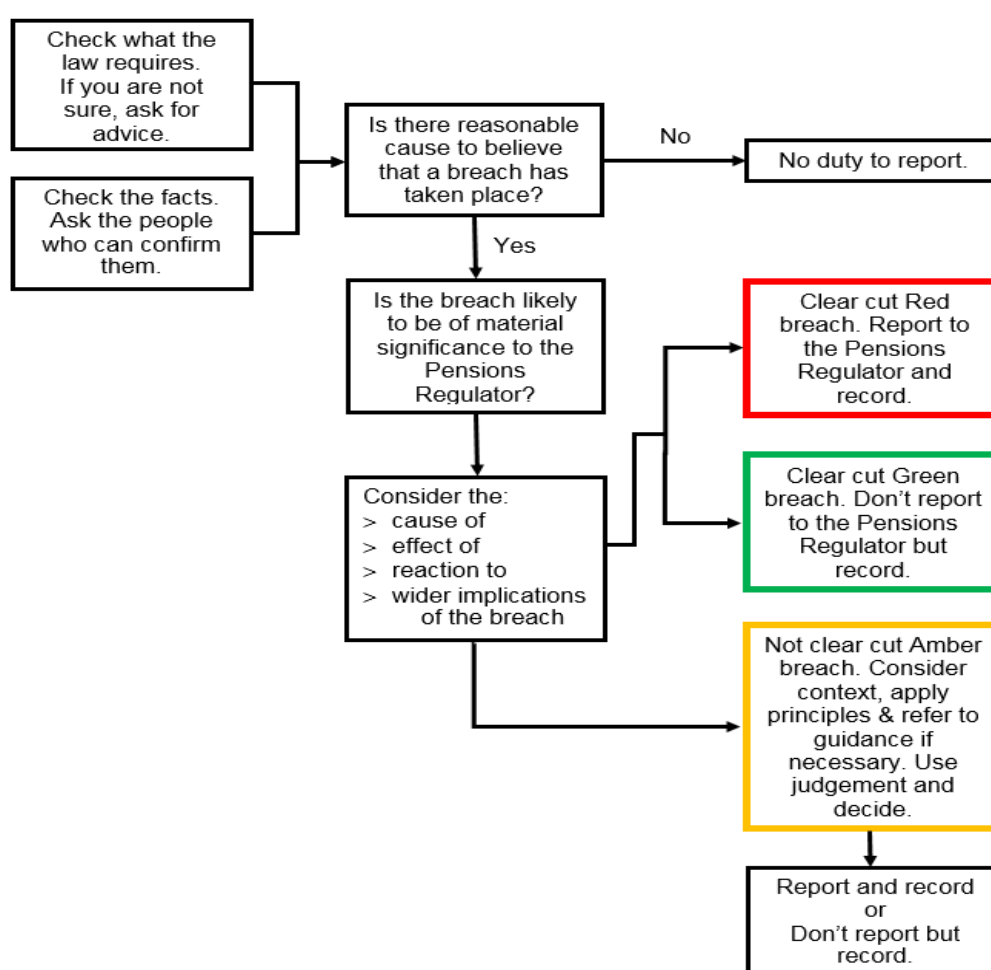 Check what the
law requires.
If you are not
sure, ask for
advice.
Check the facts.
Ask the people
who can confirm
them.
Is there reasonable
cause to believe
that a breach has
taken place?
No
No duty to report.
Yes
Is the breach likely
to be of material
significance to the
Pensions
Regulator?
Consider the:
> cause of
> effect of
> reaction to
> wider implications
of the breach
Clear cut Red
breach. Report to
the Pensions
Regulator and
record.
Clear cut Green
breach. Don’t report
to the Pensions
Regulator but
record.
Not clear cut Amber
breach. Consider
context, apply
principles & refer to
guidance if
necessary. Use
judgement and
decide.
Report and record
or
Don’t report but
record.